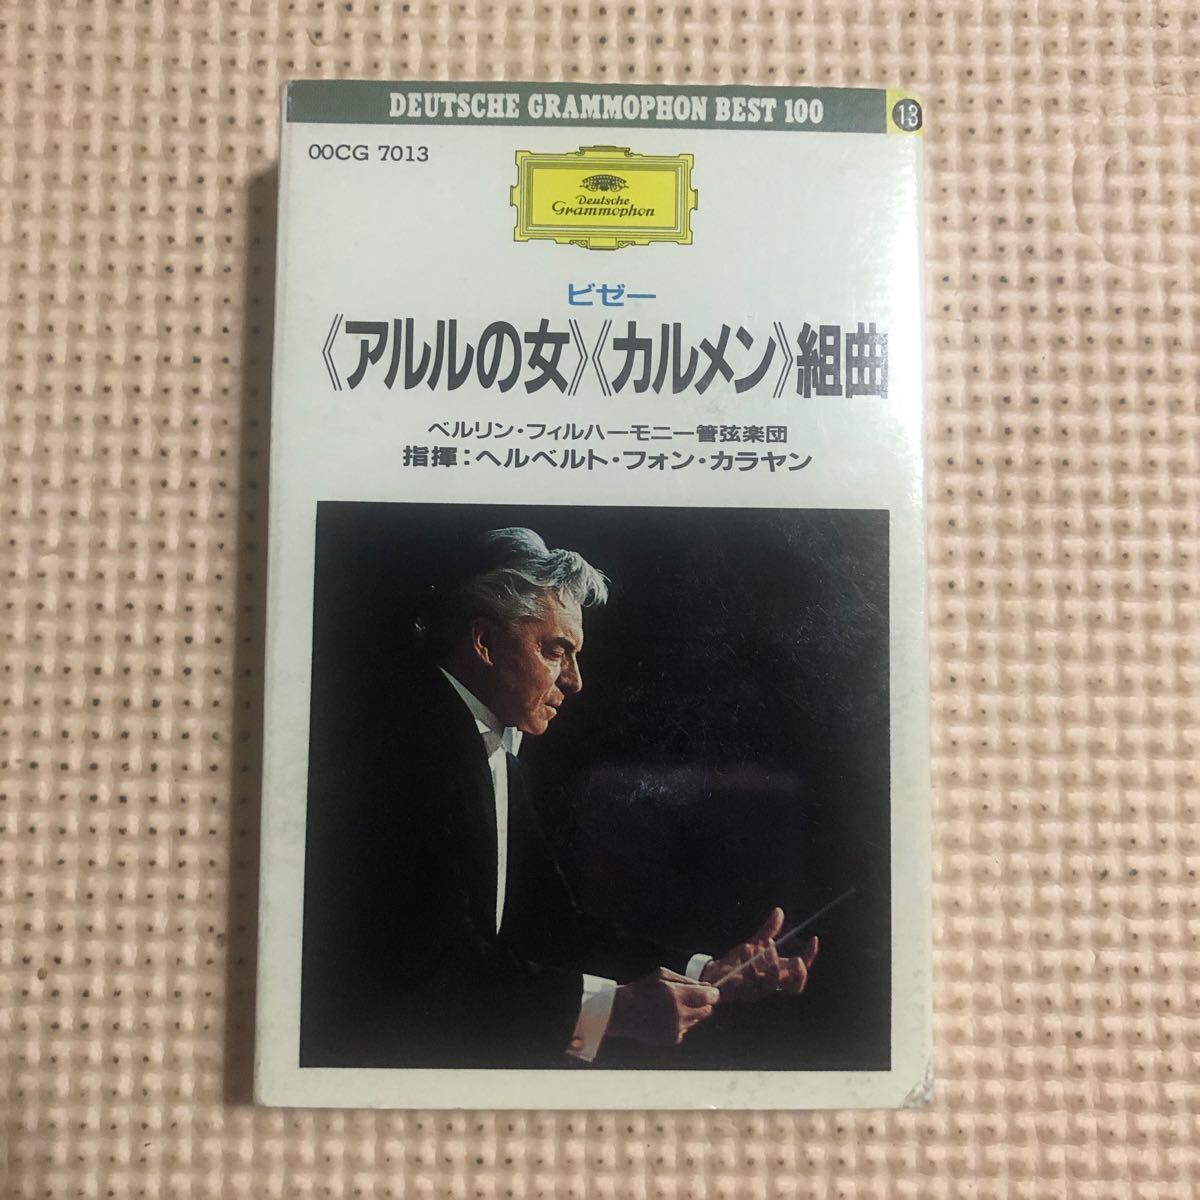 DEUTSCHE GRAMMOPHON BEST 100 13
00CG 7013
Deutsche
Grammophon
ビゼー
《アルルの女》《カルメン》組曲
ベルリン・フィルハーモニー管弦楽団
指揮：ヘルベルト・フォン・カラヤン